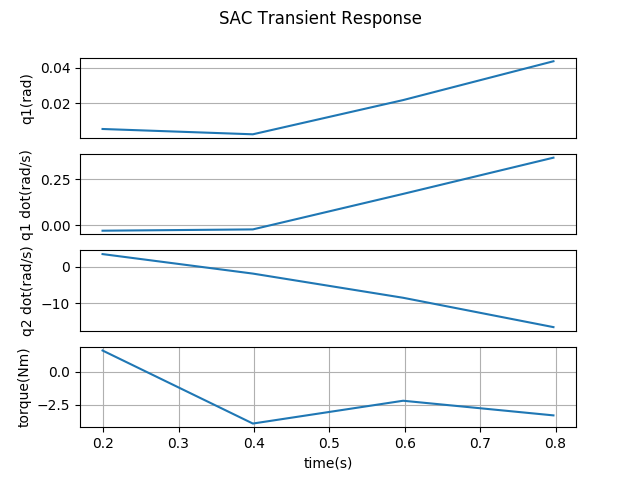 SAC Transient Response
q1(rad)
0.04
0.02
q1 dot(rad/s)
0.25
0.00
q2 dot(rad/s)
0
−10
torque(Nm)
0.0
−2.5
0.2 0.3 0.4 0.5 0.6 0.7 0.8
time(s)